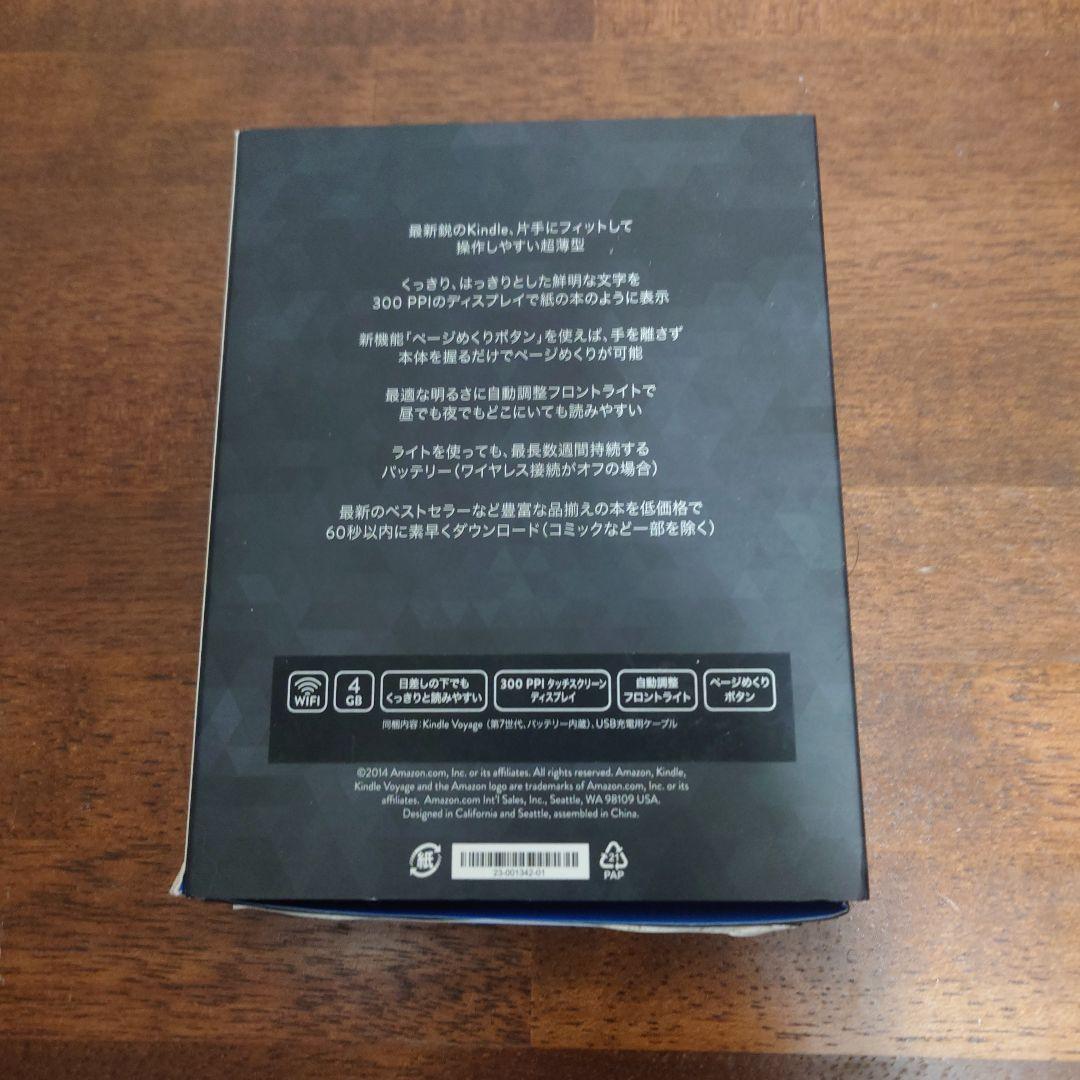 最新鋭のKindle、片手にフィットして
操作しやすい超薄型
くっきり、はっきりとした鮮明な文字を
300 PPIのディスプレイで紙の本のように表示
新機能「ページめくりボタン」を使えば、手を離さず
本体を握るだけでページめくりが可能
最適な明るさに自動調整フロントライトで
昼でも夜でもどこにいても読みやすい
ライトを使っても、最長数週間持続する
バッテリー(ワイヤレス接続がオフの場合)
最新のベストセラーなど豊富な品揃えの本を低価格で
60秒以内に素早くダウンロード(コミックなど一部を除く)
WiFi
4
GB
日差しの下でも
くっきりと読みやすい
300 PPI タッチスクリーン
ディスプレイ
自動調整
フロントライト
ページめくり
ボタン
同梱内容:Kindle Voyage (第7世代、バッテリー内蔵)、USB充電用ケーブル
©2014 Amazon.com, Inc. or its affiliates. All rights reserved. Amazon, Kindle,
Kindle Voyage and the Amazon logo are trademarks of Amazon.com, Inc. or its
affiliates. Amazon.com Int'l Sales, Inc., Seattle, WA 98109 USA.
Designed in California and Seattle, assembled in China.
紙
23-001342-01
21
PAP